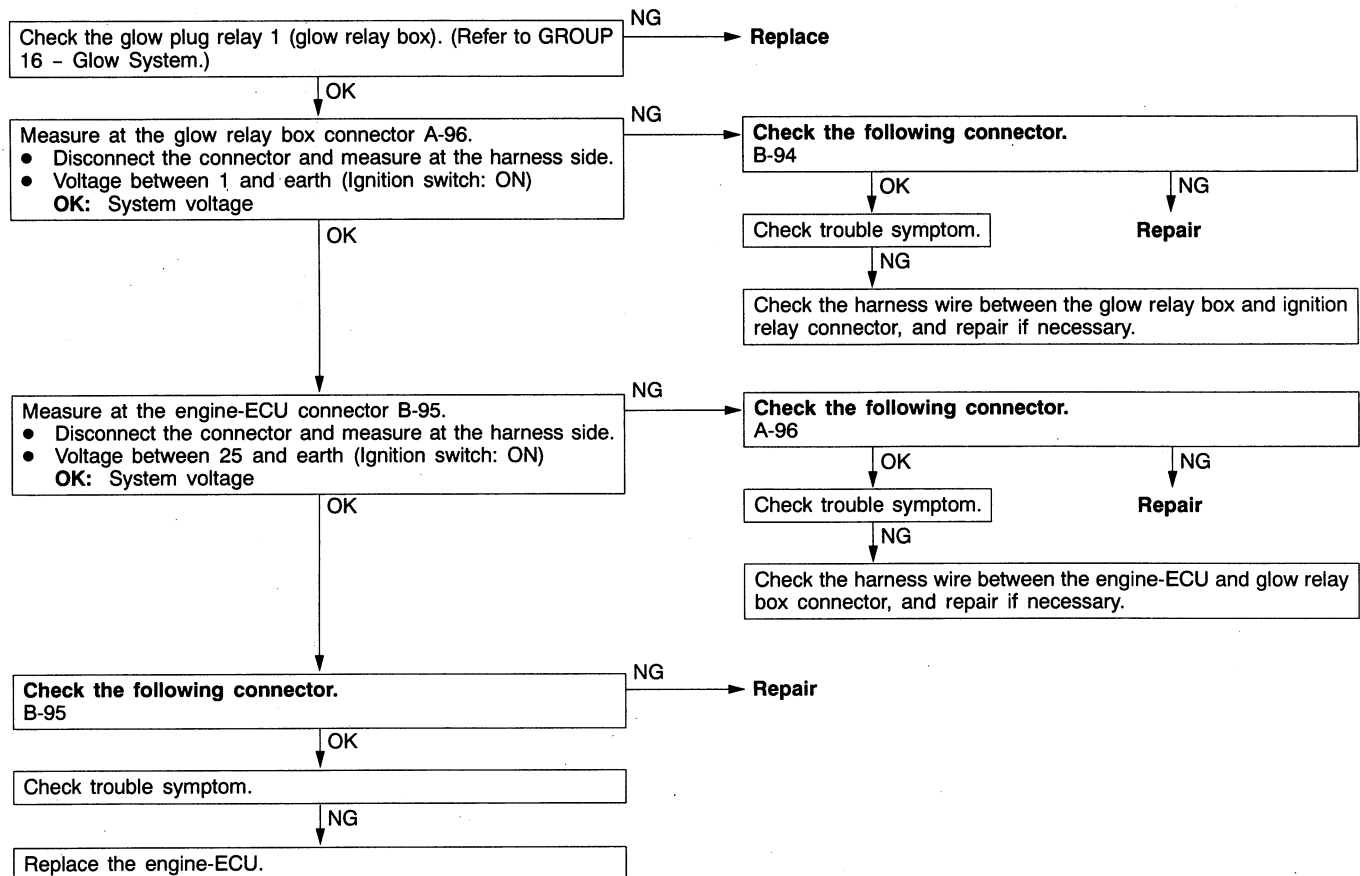 Check the glow plug relay 1 (glow relay box). (Refer to GROUP
16 – Glow System.)
NG
Replace
OK
Measure at the glow relay box connector A-96.
● Disconnect the connector and measure at the harness side.
● Voltage between 1 and earth (Ignition switch: ON)
OK: System voltage
NG
Check the following connector.
B-94
OK
NG
Check trouble symptom.
Repair
NG
Check the harness wire between the glow relay box and ignition
relay connector, and repair if necessary.
OK
Measure at the engine-ECU connector B-95.
● Disconnect the connector and measure at the harness side.
● Voltage between 25 and earth (Ignition switch: ON)
OK: System voltage
NG
Check the following connector.
A-96
OK
NG
Check trouble symptom.
Repair
NG
Check the harness wire between the engine-ECU and glow relay
box connector, and repair if necessary.
OK
Check the following connector.
B-95
NG
Repair
OK
Check trouble symptom.
NG
Replace the engine-ECU.